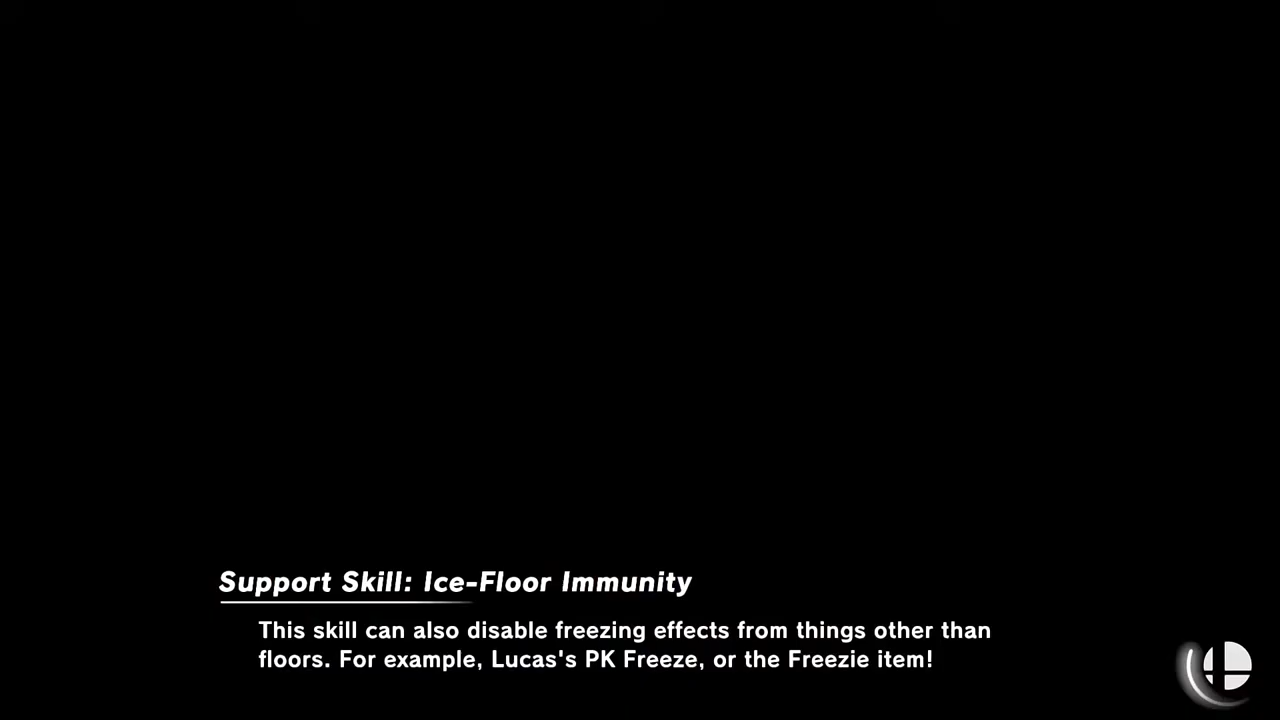 Support Skill: Ice-Floor Immunity
This skill can also disable freezing effects from things other than
floors. For example, Lucas's PK Freeze, or the Freezie item!